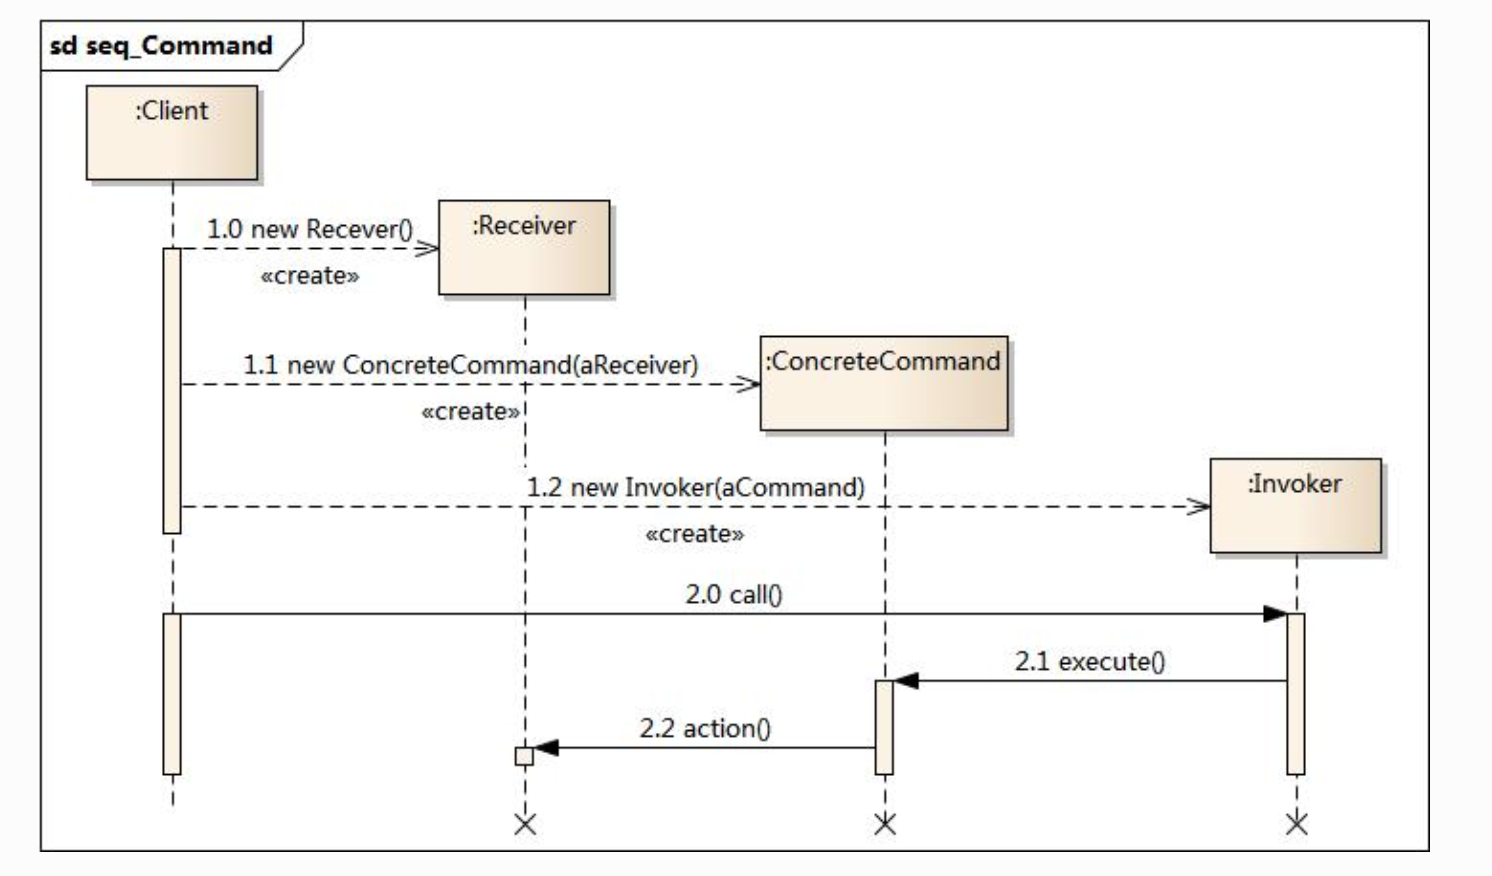 sd seq_Command
:Client
1.0 new Recever()
:Receiver
«create»
1.1 new ConcreteCommand(aReceiver)
:ConcreteCommand
«create»
1.2 new Invoker(aCommand)
:Invoker
«create»
2.0 call()
2.1 execute()
2.2 action()